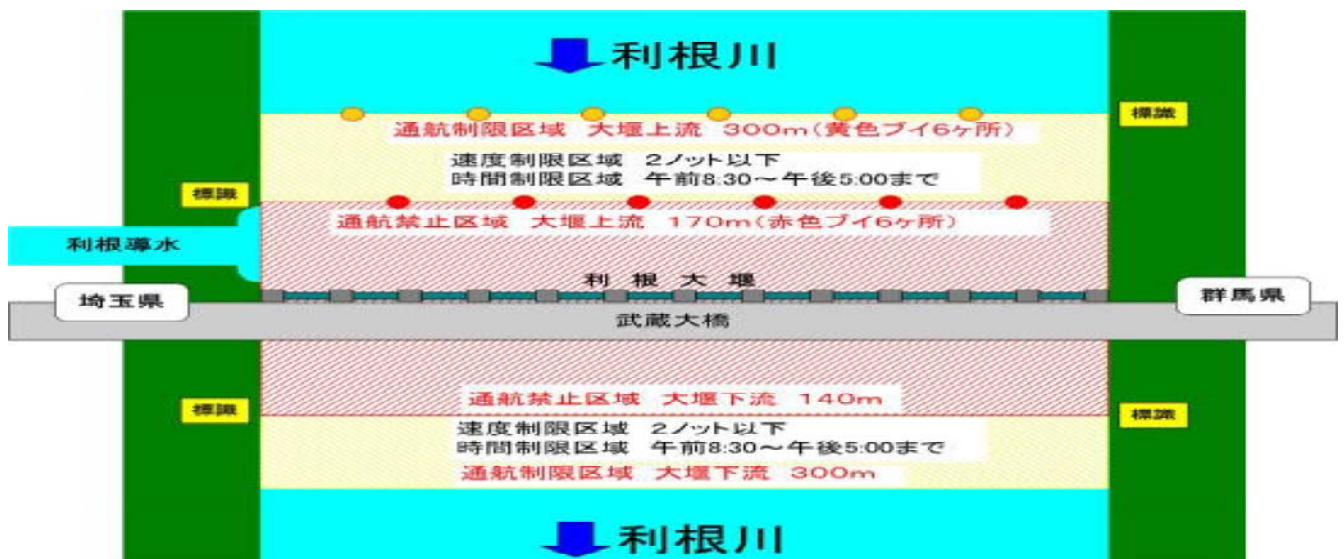 利根川
標識
通航制限区域 大堰上流 300m(黄色ブイ6ヶ所)
速度制限区域 2ノット以下
時間制限区域 午前8:30～午後5:00まで
標識
通航禁止区域 大堰上流 170m(赤色ブイ6ヶ所)
利根導水
利根大堰
埼玉県
群馬県
武蔵大橋
通航禁止区域 大堰下流 140m
標識
標識
速度制限区域 2ノット以下
時間制限区域 午前8:30～午後5:00まで
通航制限区域 大堰下流 300m
利根川